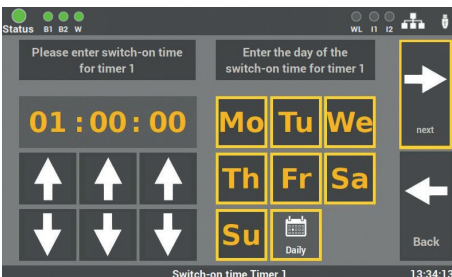 Status B1 B2 W
WL I1 I2
Please enter switch-on time
for timer 1
Enter the day of the
switch-on time for timer 1
01 : 00 : 00
Mo Tu We
Th Fr Sa
Su Daily
next
Back
Switch-on time Timer 1
13:34:13